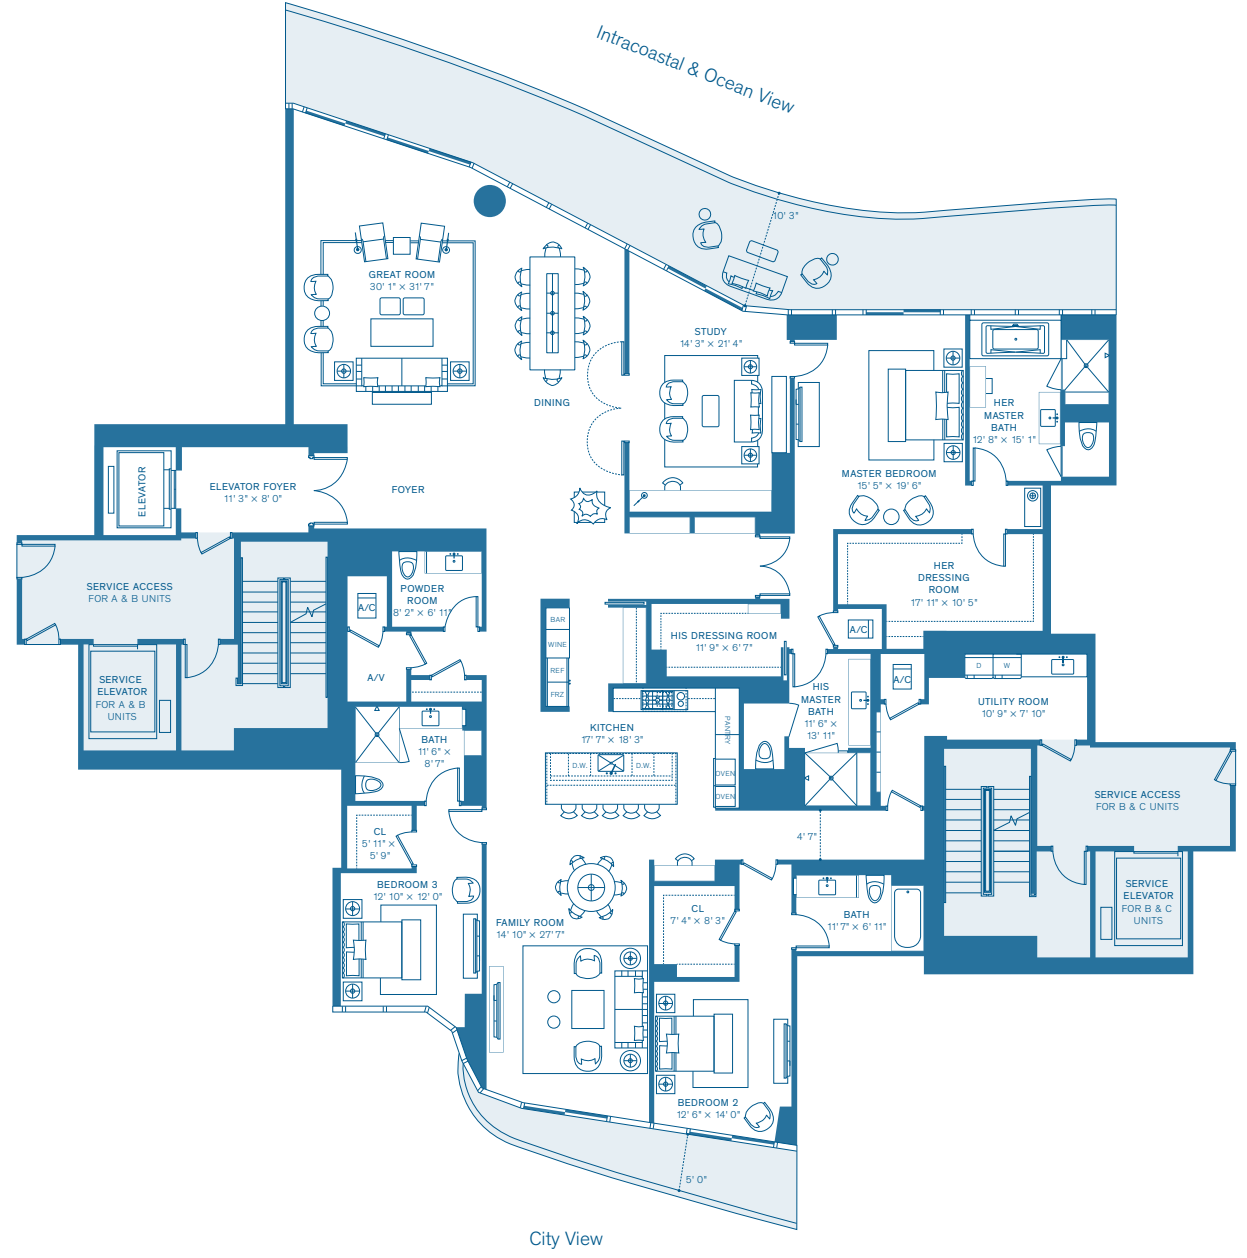 Intracoastal & Ocean View
10' 3"
GREAT ROOM
30' 1" × 31' 7"
STUDY
14' 3" × 21' 4"
DINING
HER
MASTER
BATH
12' 8" × 15' 1"
MASTER BEDROOM
15' 5" × 19' 6"
ELEVATOR
ELEVATOR FOYER
11' 3" × 8' 0"
FOYER
SERVICE ACCESS
FOR A & B UNITS
POWDER
ROOM
8' 2" × 6' 11"
A/C
HER
DRESSING
ROOM
17' 11" × 10' 5"
BAR
WINE
REF
FRZ
HIS DRESSING ROOM
11' 9" × 6' 7"
A/C
A/V
A/C
D
W
SERVICE
ELEVATOR
FOR A & B
UNITS
HIS
MASTER
BATH
11' 6" ×
13' 11"
UTILITY ROOM
10' 9" × 7' 10"
KITCHEN
17' 7" × 18' 3"
PANTRY
BATH
11' 6" ×
8' 7"
D.W.
D.W.
OVEN
OVEN
SERVICE ACCESS
FOR B & C UNITS
CL
5' 11" ×
5' 9"
4' 7"
BEDROOM 3
12' 10" × 12' 0"
SERVICE
ELEVATOR
FOR B & C
UNITS
CL
7' 4" × 8' 3"
BATH
11' 7" × 6' 11"
FAMILY ROOM
14' 10" × 27' 7"
BEDROOM 2
12' 6" × 14' 0"
5' 0"
City View